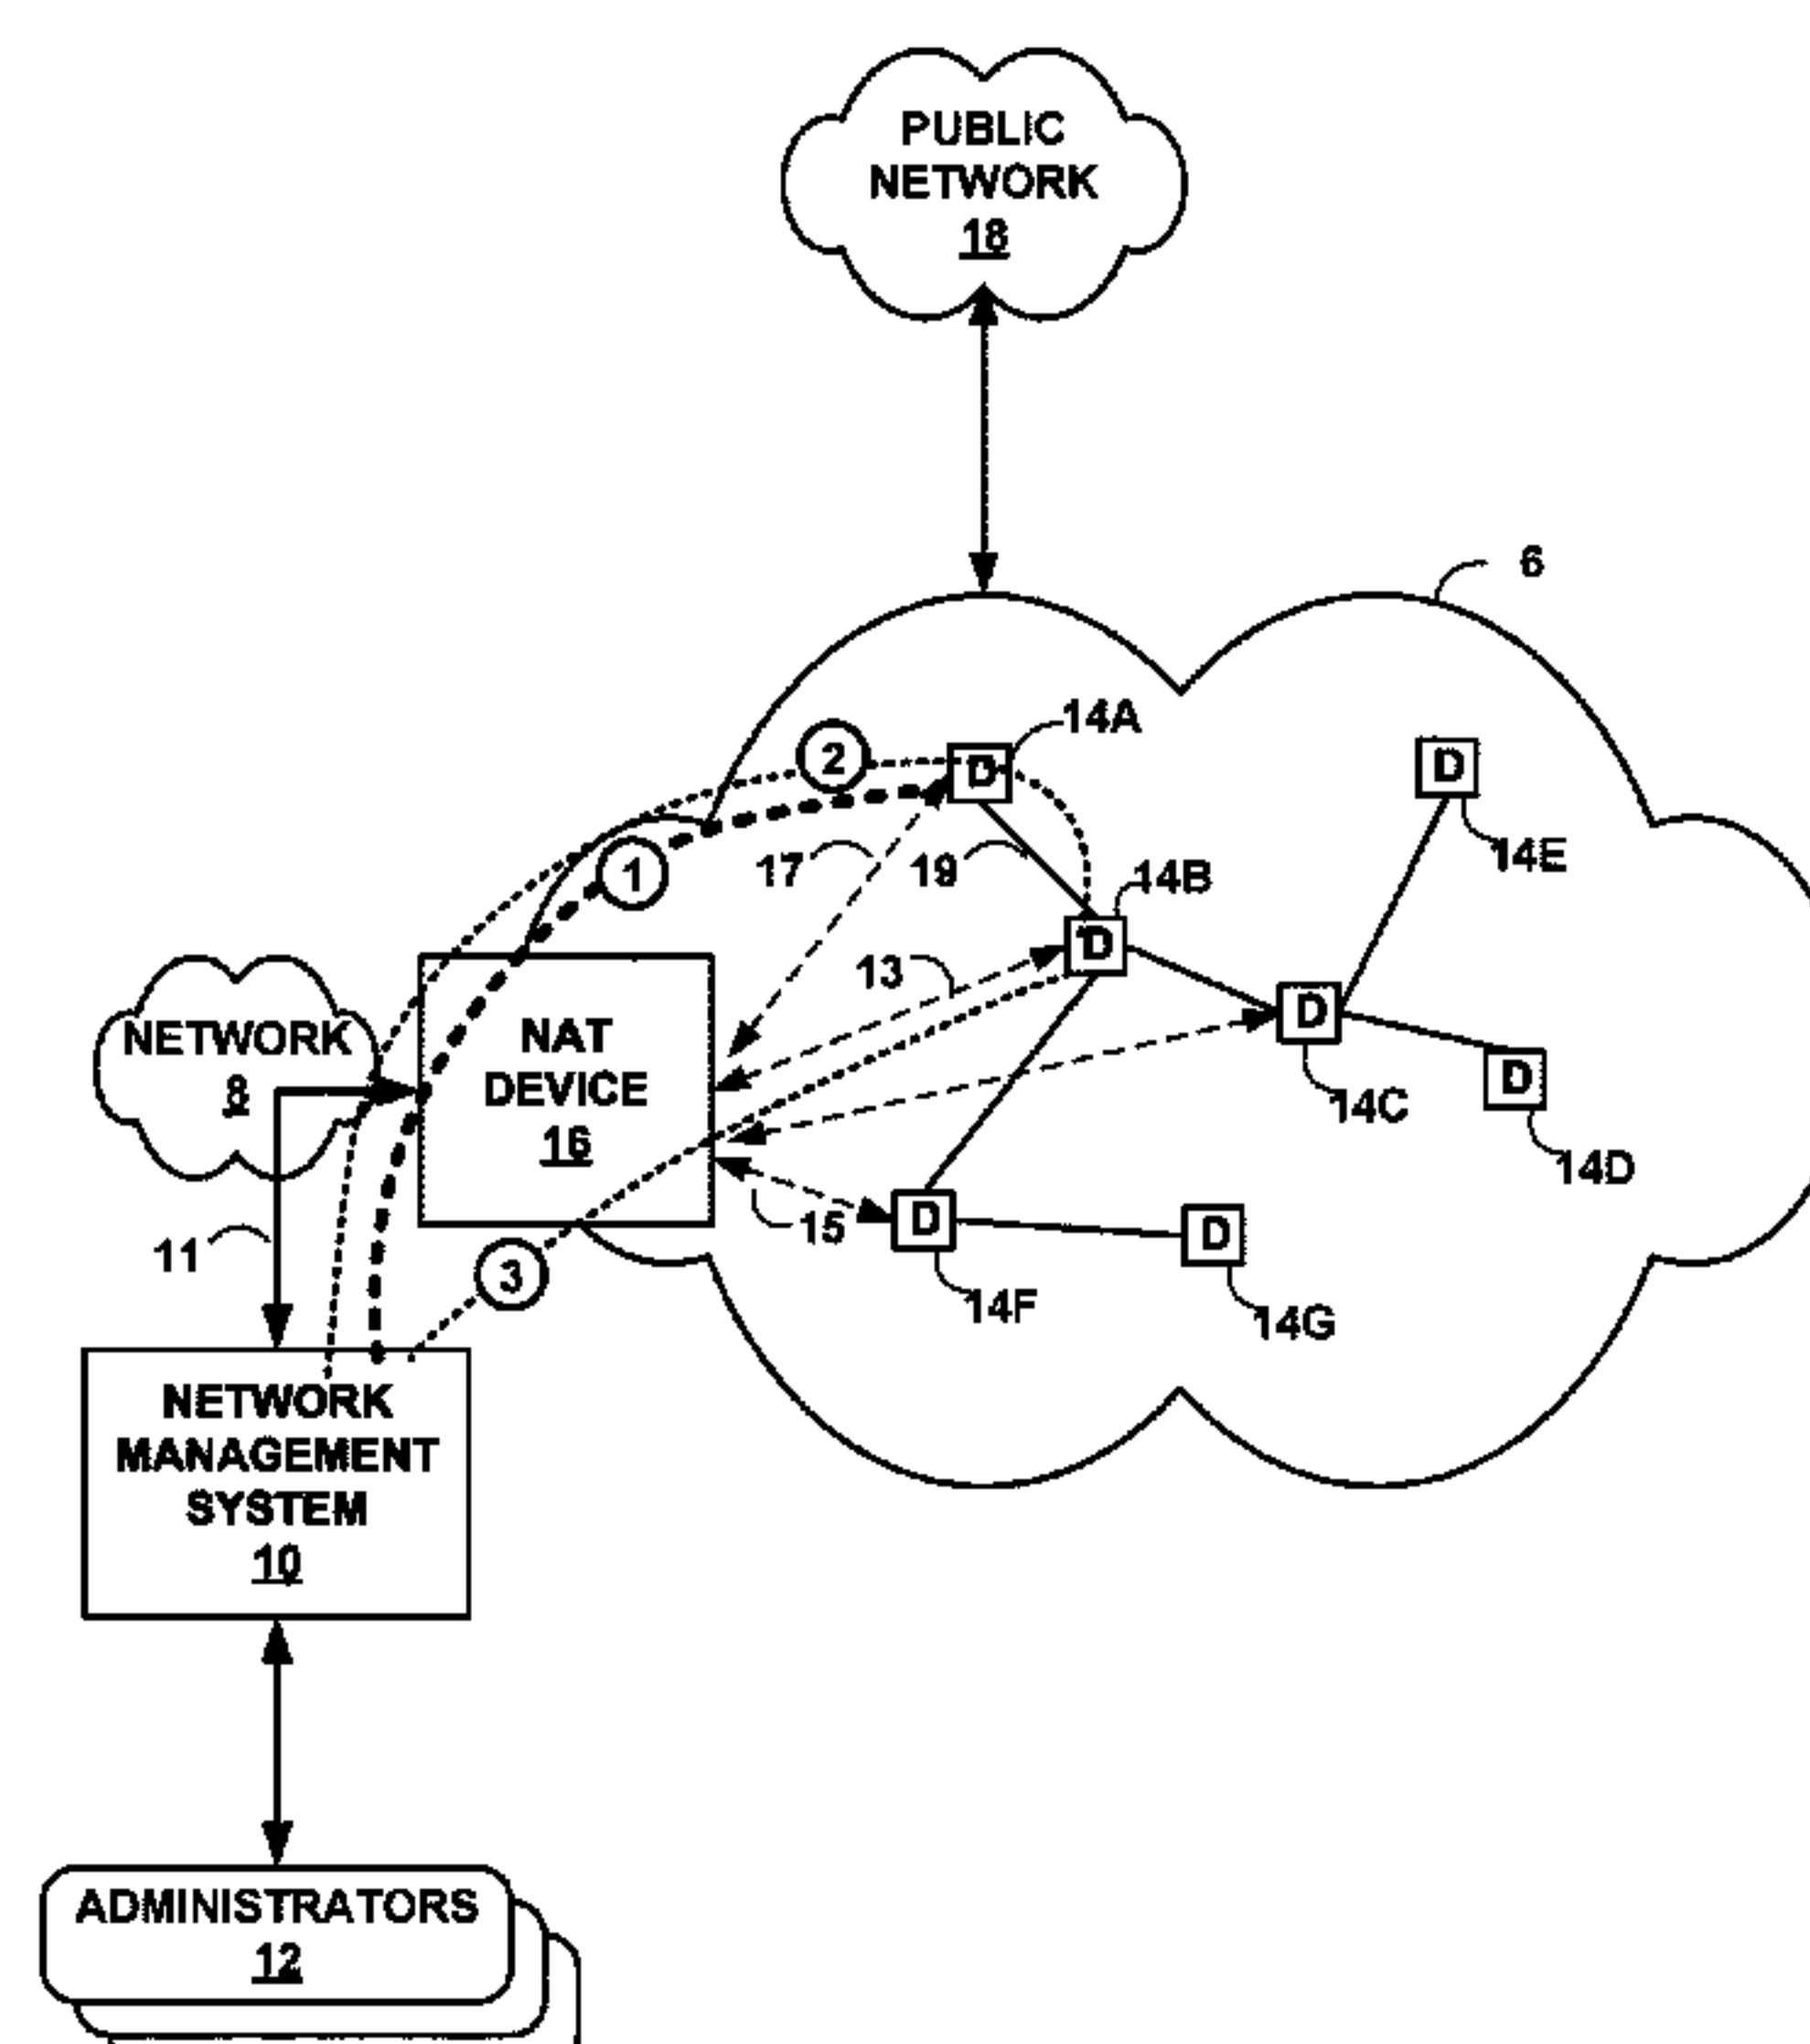 PUBLIC
NETWORK
18
6
14A
2
D
D
14E
1
17
19
14B
D
13
NETWORK
8
NAT
DEVICE
16
D
14C
D
14D
11
15
D
D
3
14F
14G
NETWORK
MANAGEMENT
SYSTEM
10
ADMINISTRATORS
12